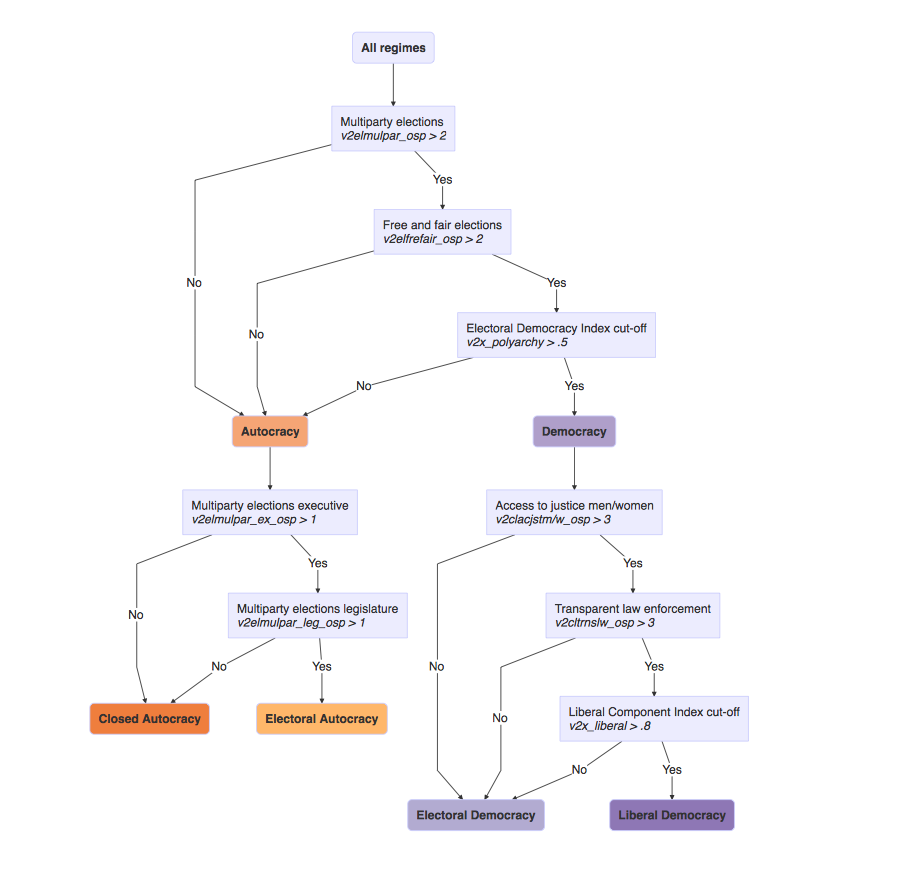 All regimes
Multiparty elections
v2elmulpar_osp > 2
Yes
Free and fair elections
v2elfrefair_osp > 2
No
Yes
No
Electoral Democracy Index cut-off
v2x_polyarchy > .5
No
Yes
Autocracy
Democracy
Multiparty elections executive
v2elmulpar_ex_osp > 1
Access to justice men/women
v2clacjstm/w_osp > 3
Yes
Yes
No
Multiparty elections legislature
v2elmulpar_leg_osp > 1
Transparent law enforcement
v2cltrnslw_osp > 3
No
Yes
No
Yes
Closed Autocracy
Electoral Autocracy
No
Liberal Component Index cut-off
v2x_liberal > .8
No
Yes
Electoral Democracy
Liberal Democracy